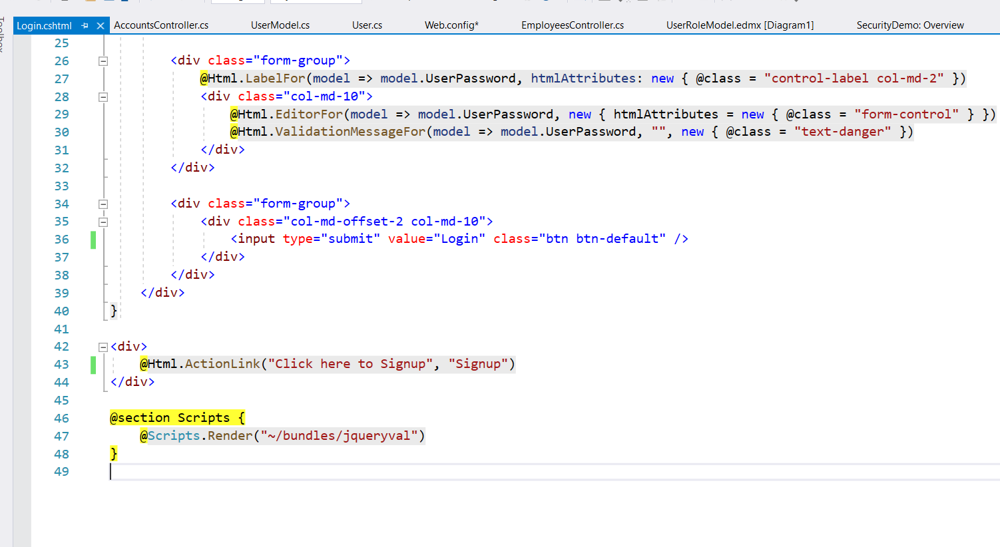 Toolbox
Login.cshtml AccountsController.cs UserModel.cs User.cs Web.config* EmployeesController.cs UserRoleModel.edmx [Diagram1] SecurityDemo: Overview
25
26 <div class="form-group">
27 @Html.LabelFor(model => model.UserPassword, htmlAttributes: new { @class = "control-label col-md-2" })
28 <div class="col-md-10">
29 @Html.EditorFor(model => model.UserPassword, new { htmlAttributes = new { @class = "form-control" } })
30 @Html.ValidationMessageFor(model => model.UserPassword, "", new { @class = "text-danger" })
31 </div>
32 </div>
33
34 <div class="form-group">
35 <div class="col-md-offset-2 col-md-10">
36 <input type="submit" value="Login" class="btn btn-default" />
37 </div>
38 </div>
39 </div>
40 }
41
42 <div>
43 @Html.ActionLink("Click here to Signup", "Signup")
44 </div>
45
46 @section Scripts {
47 @Scripts.Render("~/bundles/jqueryval")
48 }
49